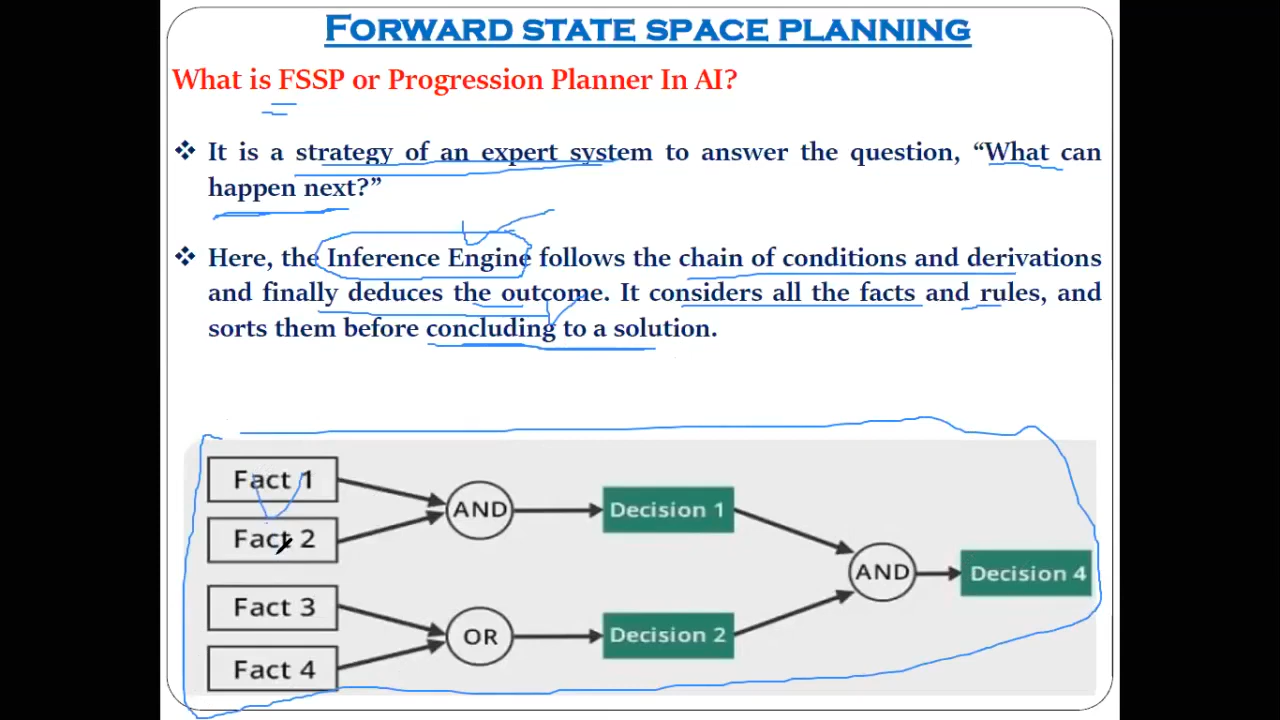 FORWARD STATE SPACE PLANNING
What is FSSP or Progression Planner In AI?
❖ It is a strategy of an expert system to answer the question, “What can
happen next?”
❖ Here, the Inference Engine follows the chain of conditions and derivations
and finally deduces the outcome. It considers all the facts and rules, and
sorts them before concluding to a solution.
Fact 1
Fact 2
AND
Decision 1
Fact 3
Fact 4
OR
Decision 2
AND
Decision 4